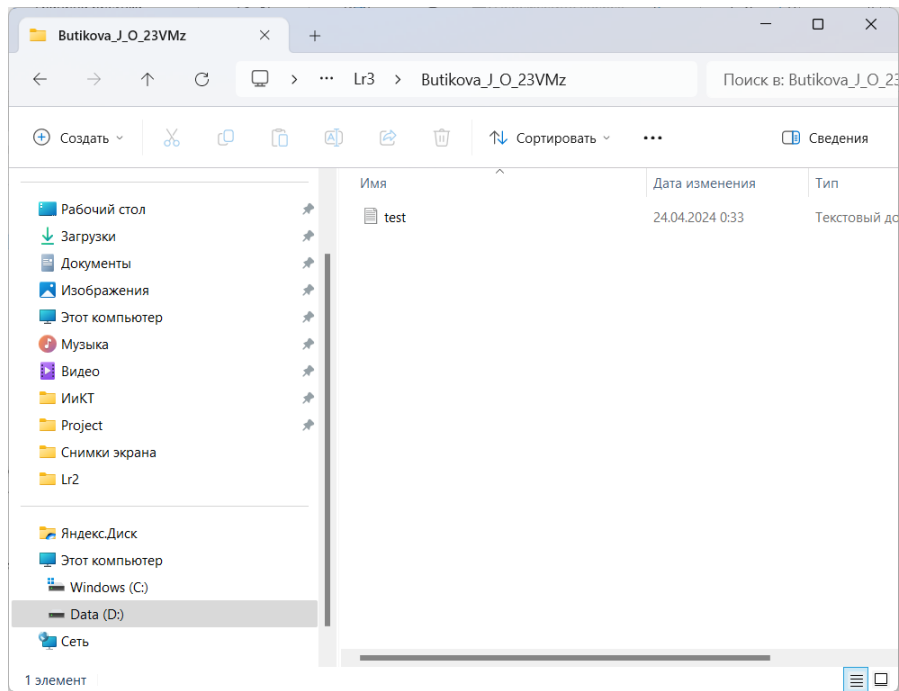 Butikova_J_O_23VMz
Lr3 > Butikova_J_O_23VMz
Поиск в: Butikova_J_O_23
Создать
Сортировать
Сведения
Имя
Дата изменения
Тип
test
24.04.2024 0:33
Текстовый до
Рабочий стол
Загрузки
Документы
Изображения
Этот компьютер
Музыка
Видео
ИиКТ
Project
Снимки экрана
Lr2
Яндекс.Диск
Этот компьютер
Windows (C:)
Data (D:)
Сеть
1 элемент